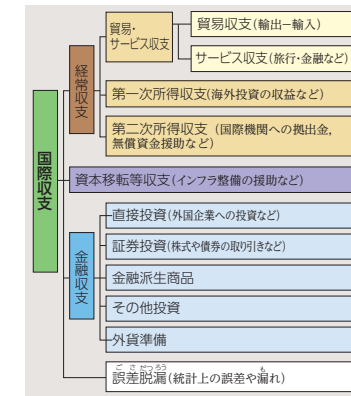 国際収支
経常収支
貿易・
サービス収支
貿易収支(輸出−輸入)
サービス収支(旅行・金融など)
第一次所得収支(海外投資の収益など)
第二次所得収支(国際機関への拠出金,
無償資金援助など)
資本移転等収支(インフラ整備の援助など)
金融収支
直接投資(外国企業への投資など)
証券投資(株式や債券の取り引きなど)
金融派生商品
その他投資
外貨準備
ご さ だつろう も
誤差脱漏(統計上の誤差や漏れ)